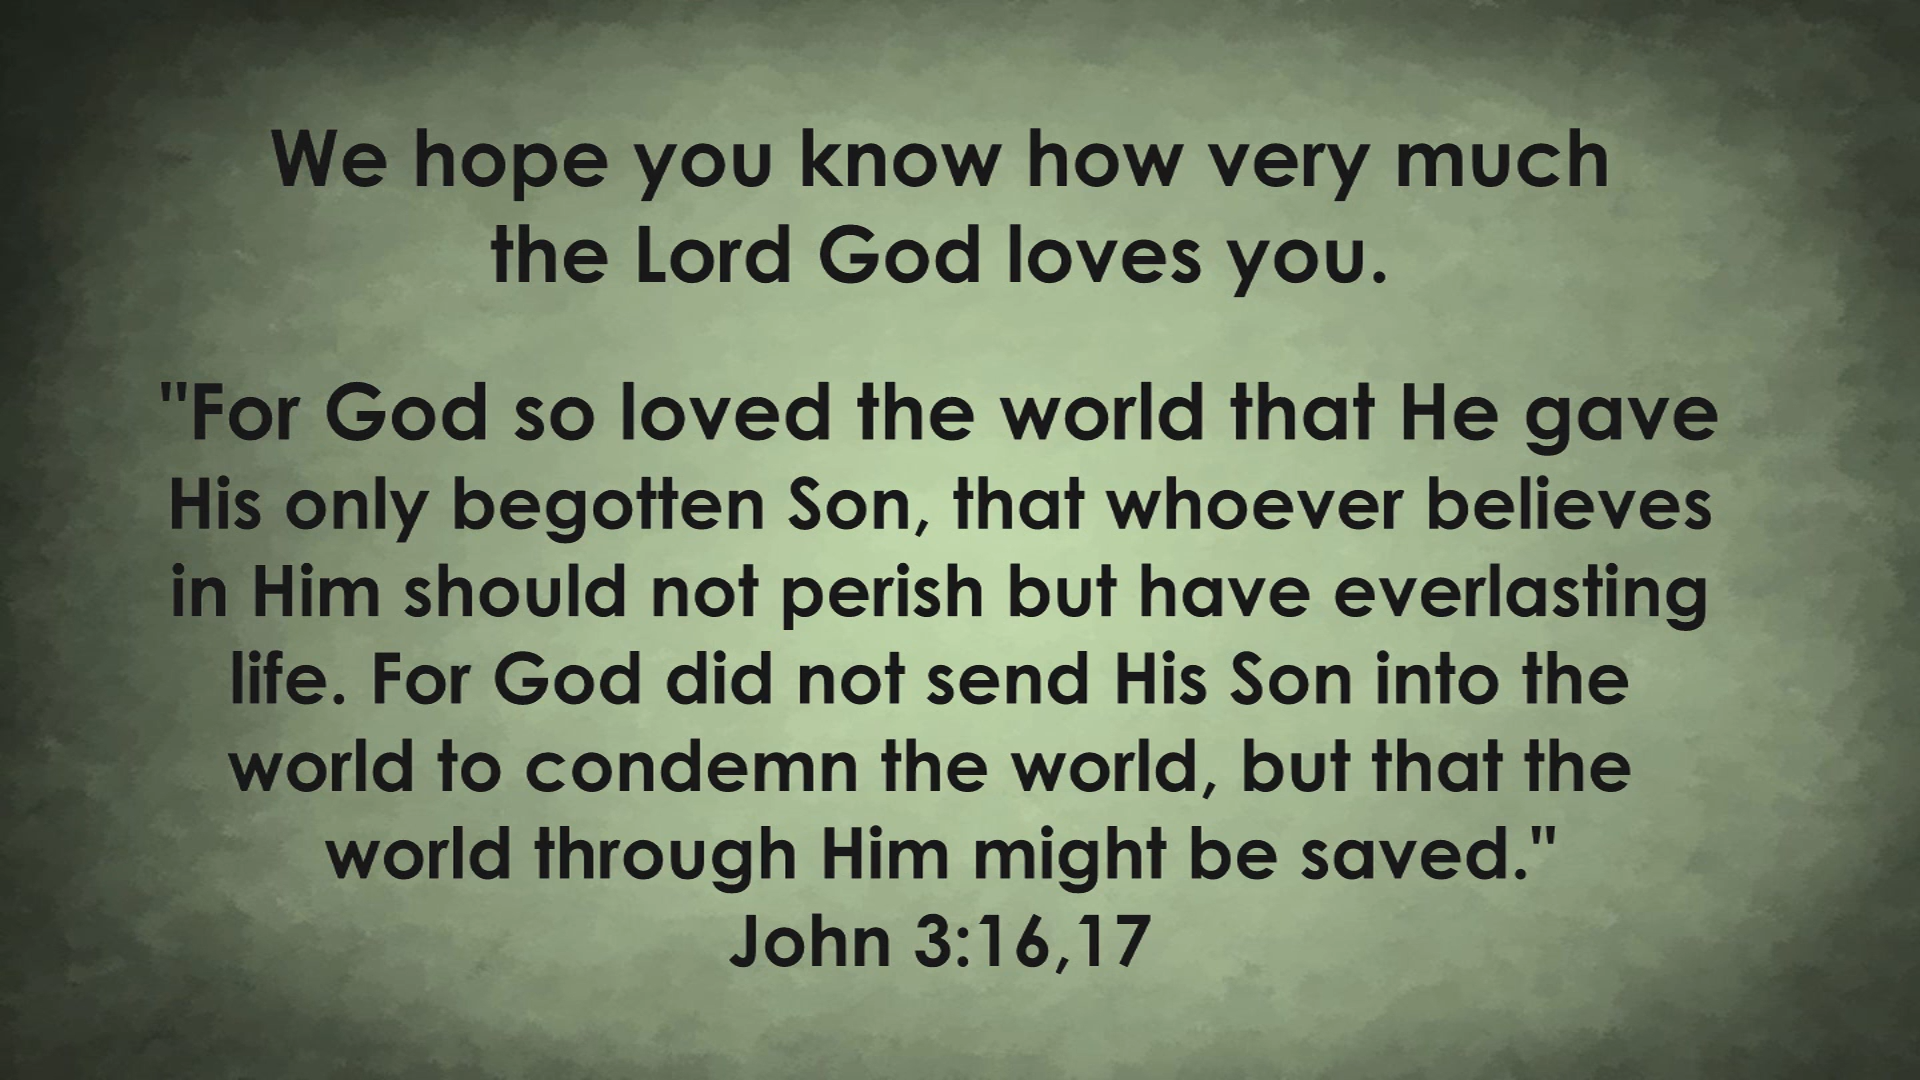 We hope you know how very much
the Lord God loves you.
"For God so loved the world that He gave
His only begotten Son, that whoever believes
in Him should not perish but have everlasting
life. For God did not send His Son into the
world to condemn the world, but that the
world through Him might be saved."
John 3:16,17